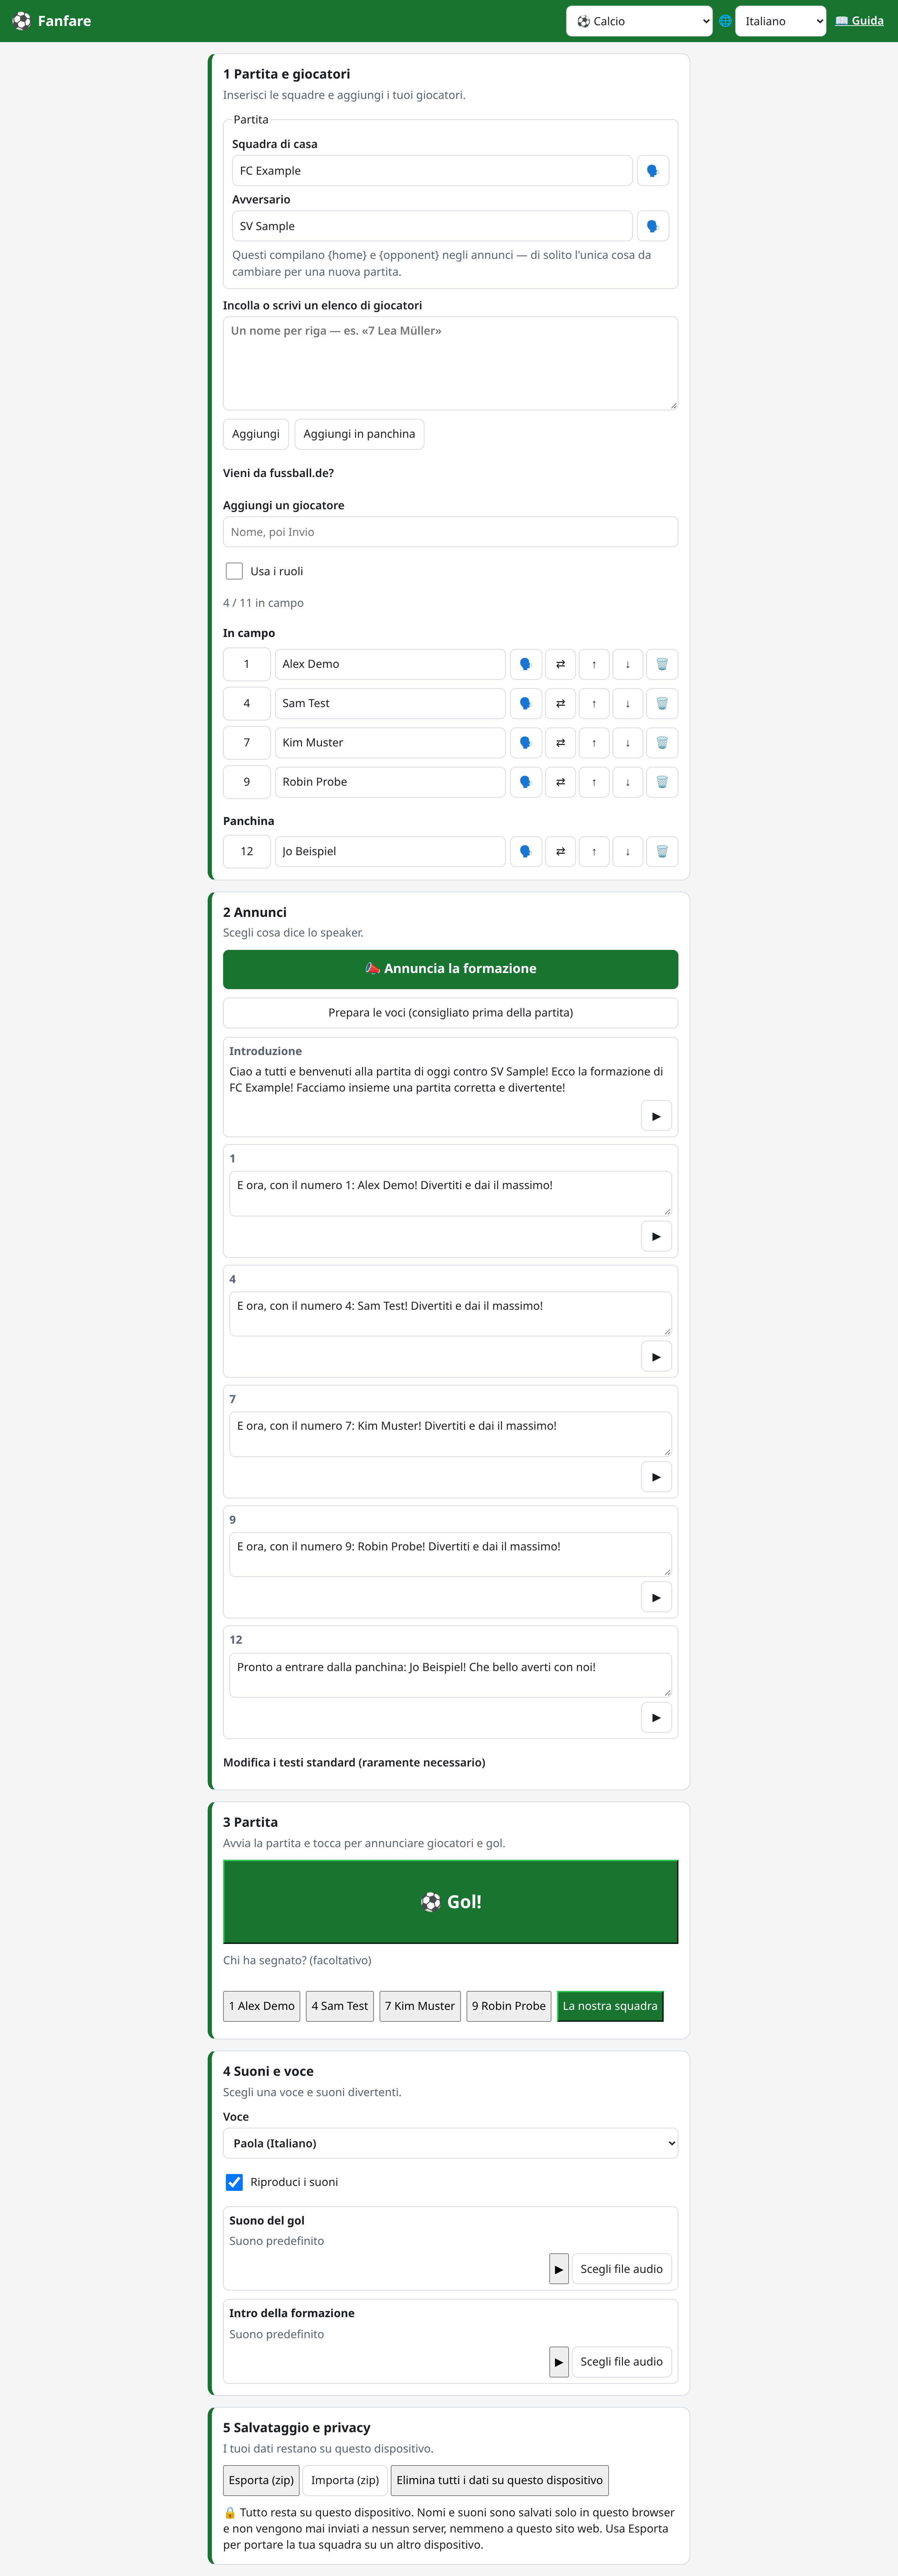 ⚽ Fanfare
⚽ Calcio
🌐 Italiano
📖 Guida
1 Partita e giocatori
Inserisci le squadre e aggiungi i tuoi giocatori.
Partita
Squadra di casa
FC Example
🗣️
Avversario
SV Sample
🗣️
Questi compilano {home} e {opponent} negli annunci — di solito l'unica cosa da
cambiare per una nuova partita.
Incolla o scrivi un elenco di giocatori
Un nome per riga — es. «7 Lea Müller»
Aggiungi
Aggiungi in panchina
Vieni da fussball.de?
Aggiungi un giocatore
Nome, poi Invio
Usa i ruoli
4 / 11 in campo
In campo
1 Alex Demo 🗣️ ⇄ ↑ ↓ 🗑️
4 Sam Test 🗣️ ⇄ ↑ ↓ 🗑️
7 Kim Muster 🗣️ ⇄ ↑ ↓ 🗑️
9 Robin Probe 🗣️ ⇄ ↑ ↓ 🗑️
Panchina
12 Jo Beispiel 🗣️ ⇄ ↑ ↓ 🗑️
2 Annunci
Scegli cosa dice lo speaker.
📣 Annuncia la formazione
Prepara le voci (consigliato prima della partita)
Introduzione
Ciao a tutti e benvenuti alla partita di oggi contro SV Sample! Ecco la formazione di
FC Example! Facciamo insieme una partita corretta e divertente!
▶
1
E ora, con il numero 1: Alex Demo! Divertiti e dai il massimo!
▶
4
E ora, con il numero 4: Sam Test! Divertiti e dai il massimo!
▶
7
E ora, con il numero 7: Kim Muster! Divertiti e dai il massimo!
▶
9
E ora, con il numero 9: Robin Probe! Divertiti e dai il massimo!
▶
12
Pronto a entrare dalla panchina: Jo Beispiel! Che bello averti con noi!
▶
Modifica i testi standard (raramente necessario)
3 Partita
Avvia la partita e tocca per annunciare giocatori e gol.
⚽ Gol!
Chi ha segnato? (facoltativo)
1 Alex Demo
4 Sam Test
7 Kim Muster
9 Robin Probe
La nostra squadra
4 Suoni e voce
Scegli una voce e suoni divertenti.
Voce
Paola (Italiano)
Riproduci i suoni
Suono del gol
Suono predefinito
▶ Scegli file audio
Intro della formazione
Suono predefinito
▶ Scegli file audio
5 Salvataggio e privacy
I tuoi dati restano su questo dispositivo.
Esporta (zip)
Importa (zip)
Elimina tutti i dati su questo dispositivo
🔒 Tutto resta su questo dispositivo. Nomi e suoni sono salvati solo in questo browser
e non vengono mai inviati a nessun server, nemmeno a questo sito web. Usa Esporta
per portare la tua squadra su un altro dispositivo.